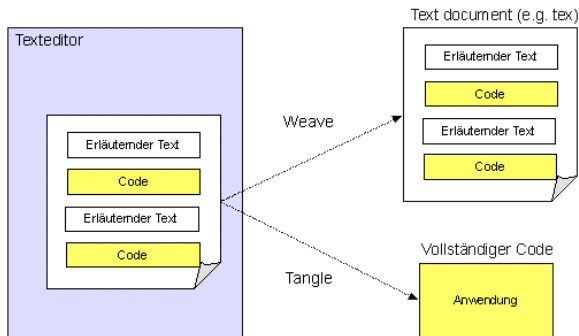 Text document (e.g. tex)
Texteditor
Erläuternder Text
Code
Erläuternder Text
Code
Weave
Erläuternder Text
Code
Erläuternder Text
Code
Tangle
Vollständiger Code
Anwendung